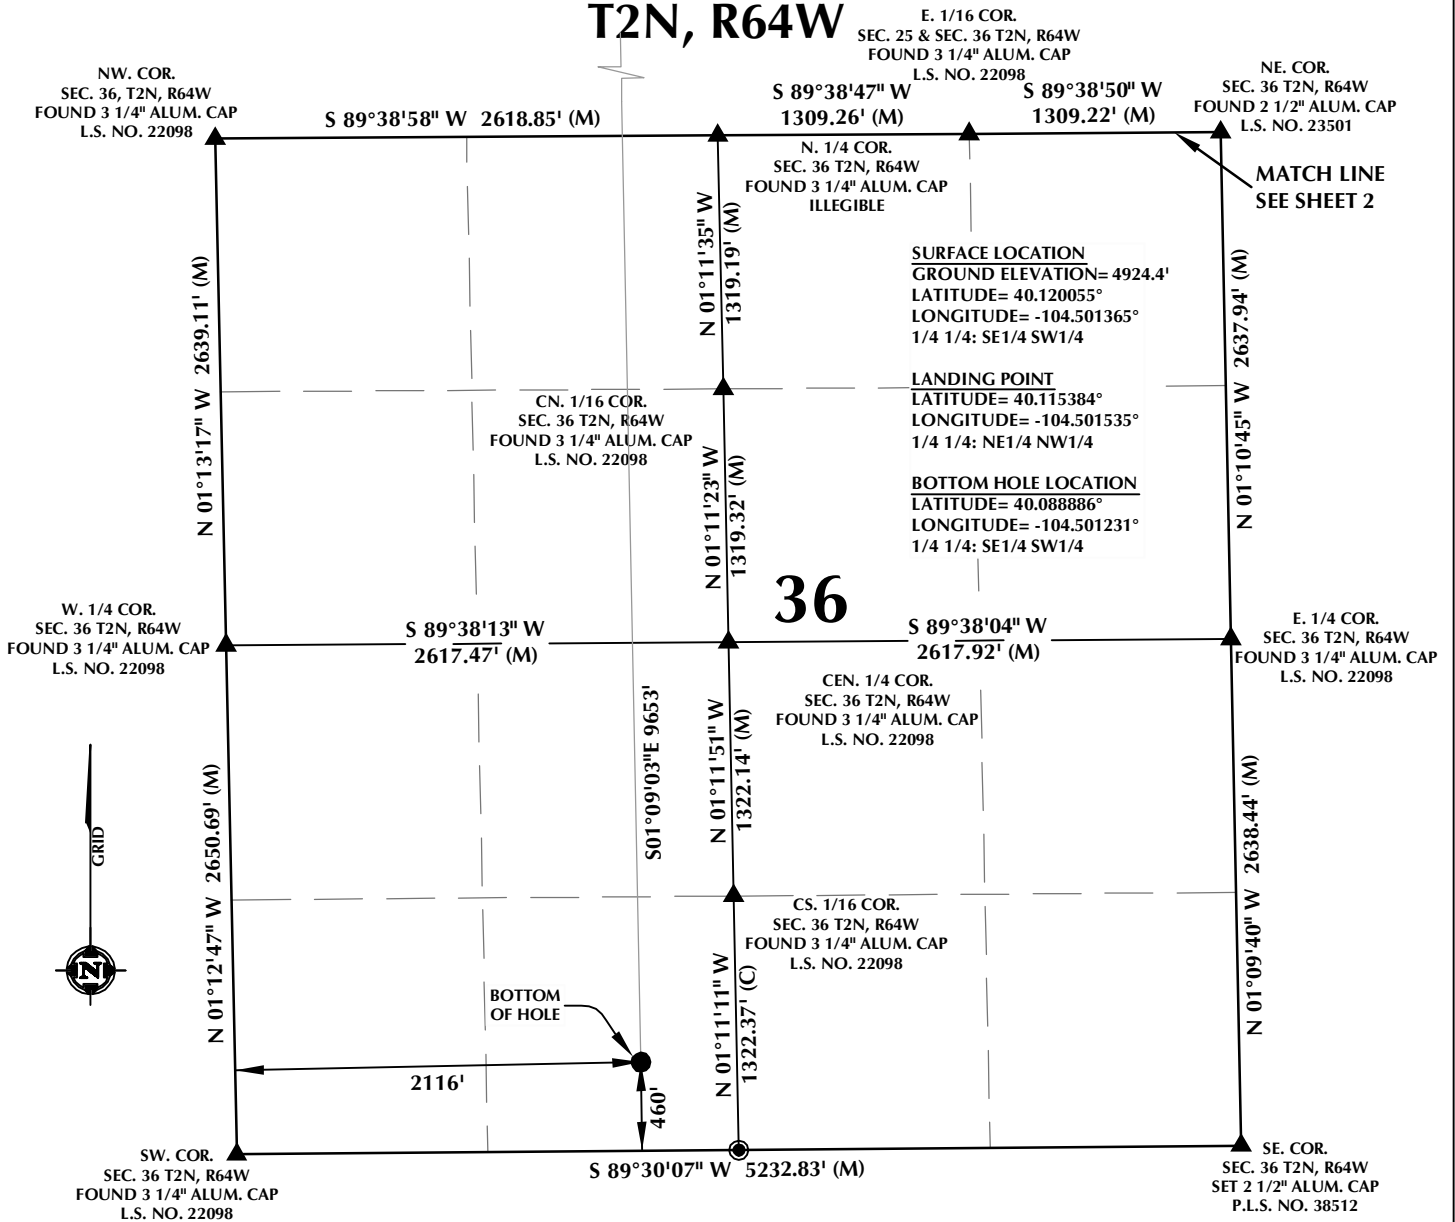 T2N, R64W
E. 1/16 COR.
SEC. 25 & SEC. 36 T2N, R64W
FOUND 3 1/4" ALUM. CAP
L.S. NO. 22098
NW. COR.
SEC. 36, T2N, R64W
FOUND 3 1/4" ALUM. CAP
L.S. NO. 22098
NE. COR.
SEC. 36 T2N, R64W
FOUND 2 1/2" ALUM. CAP
L.S. NO. 23501
S 89°38'58" W 2618.85' (M)
S 89°38'47" W
1309.26' (M)
S 89°38'50" W
1309.22' (M)
N. 1/4 COR.
SEC. 36 T2N, R64W
FOUND 3 1/4" ALUM. CAP
ILLEGIBLE
MATCH LINE
SEE SHEET 2
N 01°13'17" W 2639.11' (M)
N 01°11'35" W
1319.19' (M)
SURFACE LOCATION
GROUND ELEVATION= 4924.4'
LATITUDE= 40.120055°
LONGITUDE= -104.501365°
1/4 1/4: SE1/4 SW1/4
LANDING POINT
LATITUDE= 40.115384°
LONGITUDE= -104.501535°
1/4 1/4: NE1/4 NW1/4
BOTTOM HOLE LOCATION
LATITUDE= 40.088886°
LONGITUDE= -104.501231°
1/4 1/4: SE1/4 SW1/4
N 01°10'45" W 2637.94' (M)
CN. 1/16 COR.
SEC. 36 T2N, R64W
FOUND 3 1/4" ALUM. CAP
L.S. NO. 22098
N 01°11'23" W
1319.32' (M)
36
W. 1/4 COR.
SEC. 36 T2N, R64W
FOUND 3 1/4" ALUM. CAP
L.S. NO. 22098
S 89°38'13" W
2617.47' (M)
S 89°38'04" W
2617.92' (M)
E. 1/4 COR.
SEC. 36 T2N, R64W
FOUND 3 1/4" ALUM. CAP
L.S. NO. 22098
CEN. 1/4 COR.
SEC. 36 T2N, R64W
FOUND 3 1/4" ALUM. CAP
L.S. NO. 22098
S01°09'03"E 9653'
N 01°11'51" W
1322.14' (M)
GRID
N
N 01°12'47" W 2650.69' (M)
N 01°09'40" W 2638.44' (M)
CS. 1/16 COR.
SEC. 36 T2N, R64W
FOUND 3 1/4" ALUM. CAP
L.S. NO. 22098
BOTTOM
OF HOLE
N 01°11'11" W
1322.37' (C)
2116'
460'
SW. COR.
SEC. 36 T2N, R64W
FOUND 3 1/4" ALUM. CAP
L.S. NO. 22098
S 89°30'07" W 5232.83' (M)
SE. COR.
SEC. 36 T2N, R64W
SET 2 1/2" ALUM. CAP
P.L.S. NO. 38512